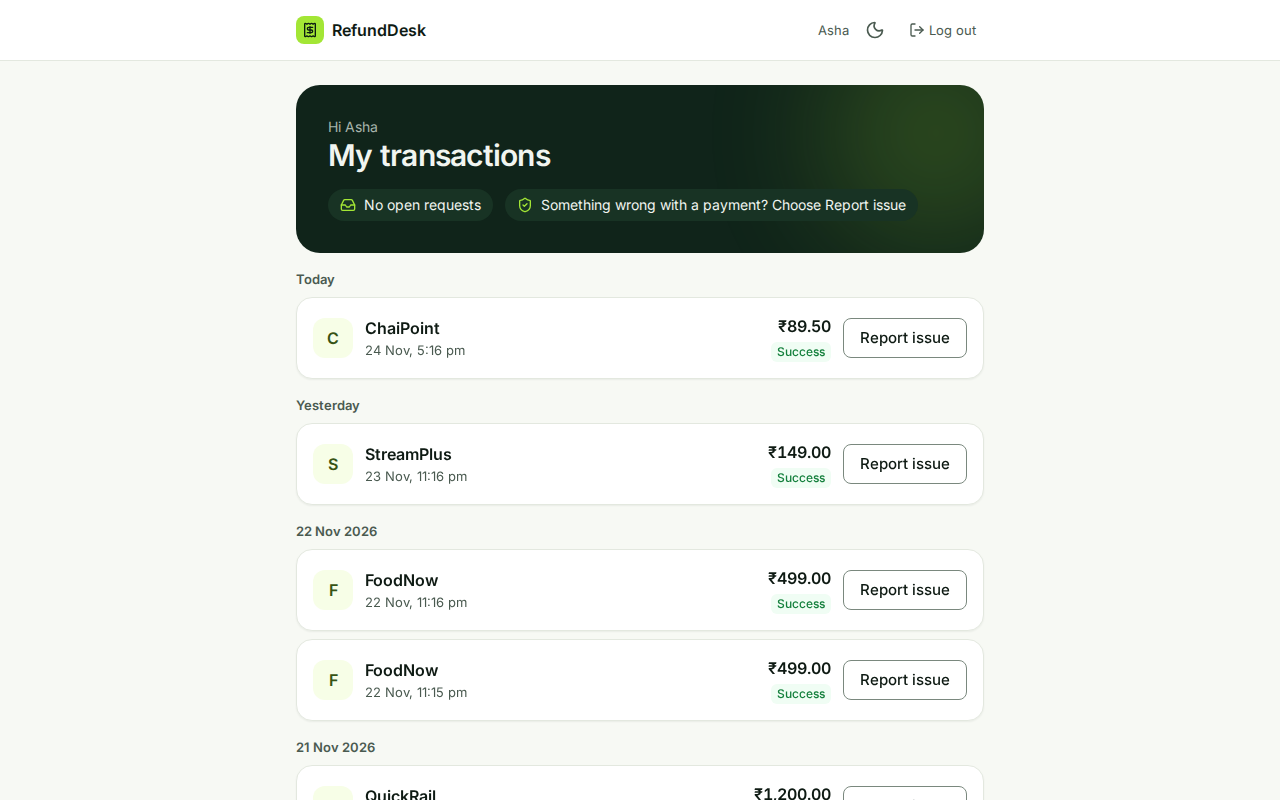 RefundDesk
Asha
Log out
Hi Asha
My transactions
No open requests
Something wrong with a payment? Choose Report issue
Today
C
ChaiPoint
24 Nov, 5:16 pm
₹89.50
Success
Report issue
Yesterday
S
StreamPlus
23 Nov, 11:16 pm
₹149.00
Success
Report issue
22 Nov 2026
F
FoodNow
22 Nov, 11:16 pm
₹499.00
Success
Report issue
F
FoodNow
22 Nov, 11:15 pm
₹499.00
Success
Report issue
21 Nov 2026
QuickRail
₹1,200.00